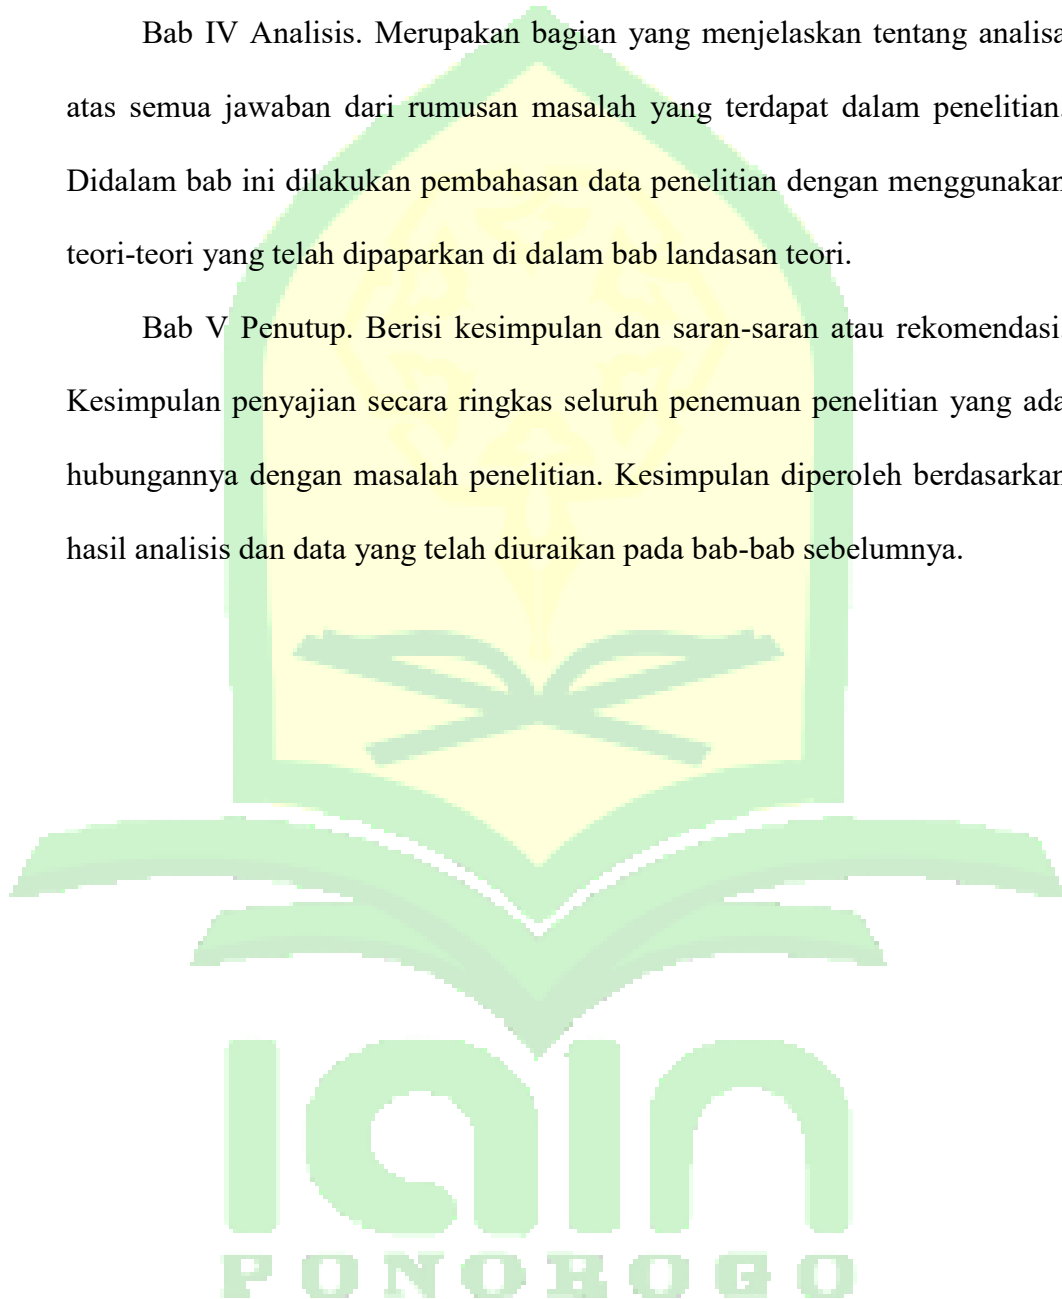 Bab IV Analisis. Merupakan bagian yang menjelaskan tentang analisa
atas semua jawaban dari rumusan masalah yang terdapat dalam penelitian.
Didalam bab ini dilakukan pembahasan data penelitian dengan menggunakan
teori-teori yang telah dipaparkan di dalam bab landasan teori.
Bab V Penutup. Berisi kesimpulan dan saran-saran atau rekomendasi.
Kesimpulan penyajian secara ringkas seluruh penemuan penelitian yang ada
hubungannya dengan masalah penelitian. Kesimpulan diperoleh berdasarkan
hasil analisis dan data yang telah diuraikan pada bab-bab sebelumnya.
IAIN
PONOROGO